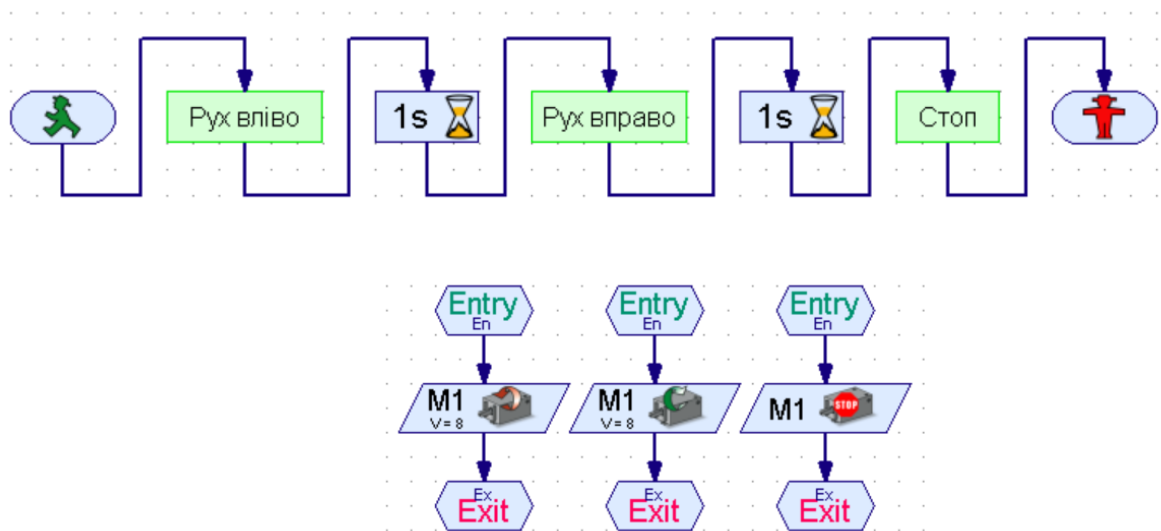 Рух вліво
1s
Рух вправо
1s
Стоп
Entry
En
Entry
En
Entry
En
M1
V= 8
M1
V= 8
M1
STOP
Ex
Exit
Ex
Exit
Ex
Exit